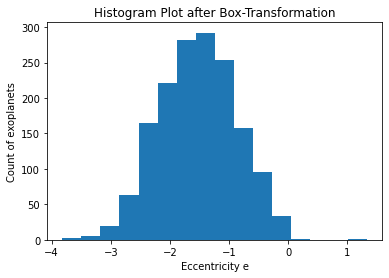 Histogram Plot after Box-Transformation
300
250
200
150
100
50
0
Count of exoplanets
−4 −3 −2 −1 0 1
Eccentricity e